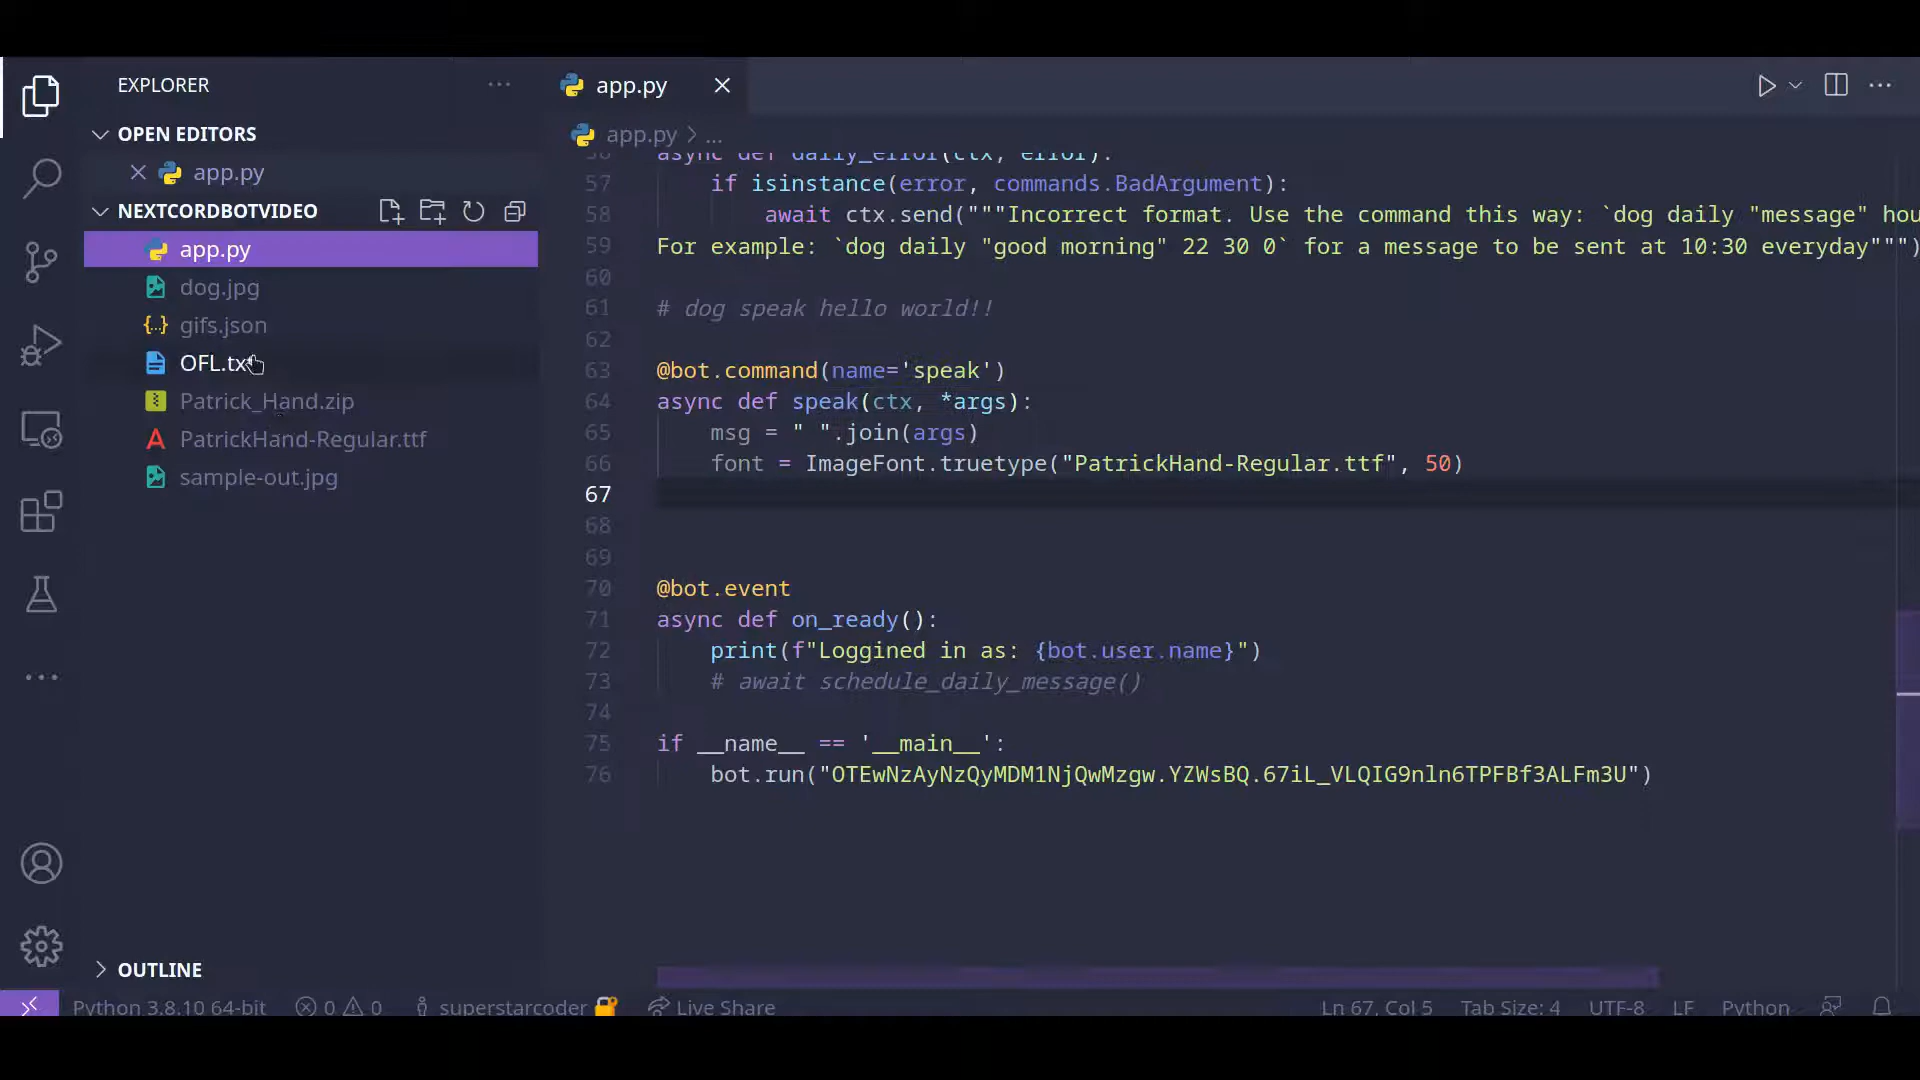 EXPLORER
OPEN EDITORS
app.py
NEXTCORDBOTVIDEO
app.py
dog.jpg
gifs.json
OFL.txt
Patrick_Hand.zip
PatrickHand-Regular.ttf
sample-out.jpg
OUTLINE
app.py
app.py > ...
56 async def daily_error(ctx, error):
57 if isinstance(error, commands.BadArgument):
58 await ctx.send("""Incorrect format. Use the command this way: `dog daily "message" hou
59 For example: `dog daily "good morning" 22 30 0` for a message to be sent at 10:30 everyday""")
60
61 # dog speak hello world!!
62
63 @bot.command(name='speak')
64 async def speak(ctx, *args):
65 msg = " ".join(args)
66 font = ImageFont.truetype("PatrickHand-Regular.ttf", 50)
67
68
69
70 @bot.event
71 async def on_ready():
72 print(f"Loggined in as: {bot.user.name}")
73 # await schedule_daily_message()
74
75 if __name__ == '__main__':
76 bot.run("OTEwNzAyNzQyMDM1NjQwMzgw.YZWsBQ.67iL_VLQIG9nln6TPFBf3ALFm3U")
Python 3.8.10 64-bit 0 0 superstarcoder Live Share Ln 67, Col 5 Tab Size: 4 UTF-8 LF Python